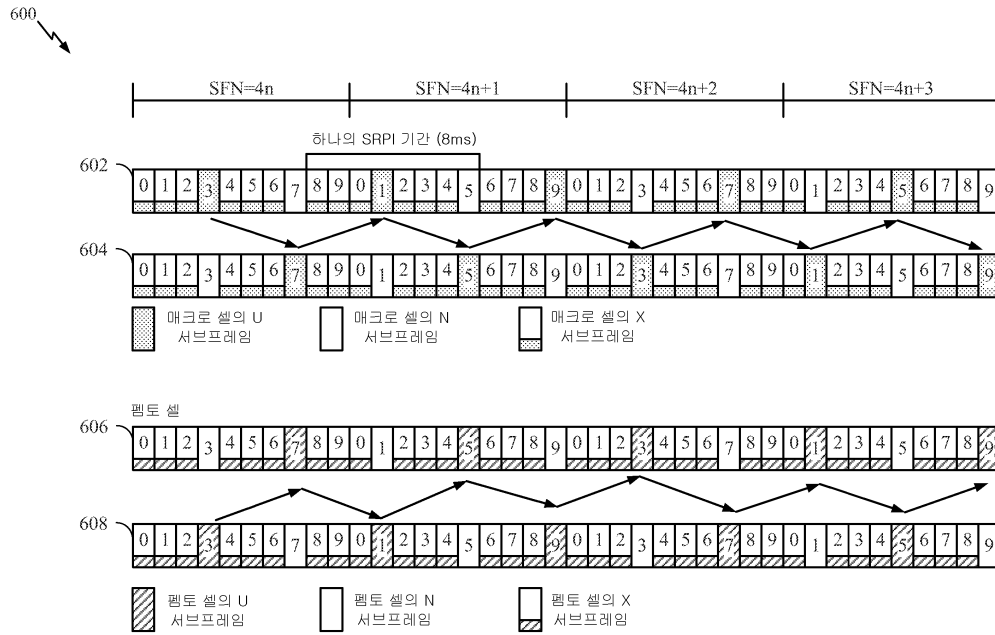 600
SFN=4n SFN=4n+1 SFN=4n+2 SFN=4n+3
하나의 SRPI 기간 (8ms)
602
0 1 2 3 4 5 6 7 8 9 0 1 2 3 4 5 6 7 8 9 0 1 2 3 4 5 6 7 8 9 0 1 2 3 4 5 6 7 8 9
604
0 1 2 3 4 5 6 7 8 9 0 1 2 3 4 5 6 7 8 9 0 1 2 3 4 5 6 7 8 9 0 1 2 3 4 5 6 7 8 9
매크로 셀의 U 매크로 셀의 N 매크로 셀의 X
서브프레임 서브프레임 서브프레임
펨토 셀
606
0 1 2 3 4 5 6 7 8 9 0 1 2 3 4 5 6 7 8 9 0 1 2 3 4 5 6 7 8 9 0 1 2 3 4 5 6 7 8 9
608
0 1 2 3 4 5 6 7 8 9 0 1 2 3 4 5 6 7 8 9 0 1 2 3 4 5 6 7 8 9 0 1 2 3 4 5 6 7 8 9
펨토 셀의 U 펨토 셀의 N 펨토 셀의 X
서브프레임 서브프레임 서브프레임